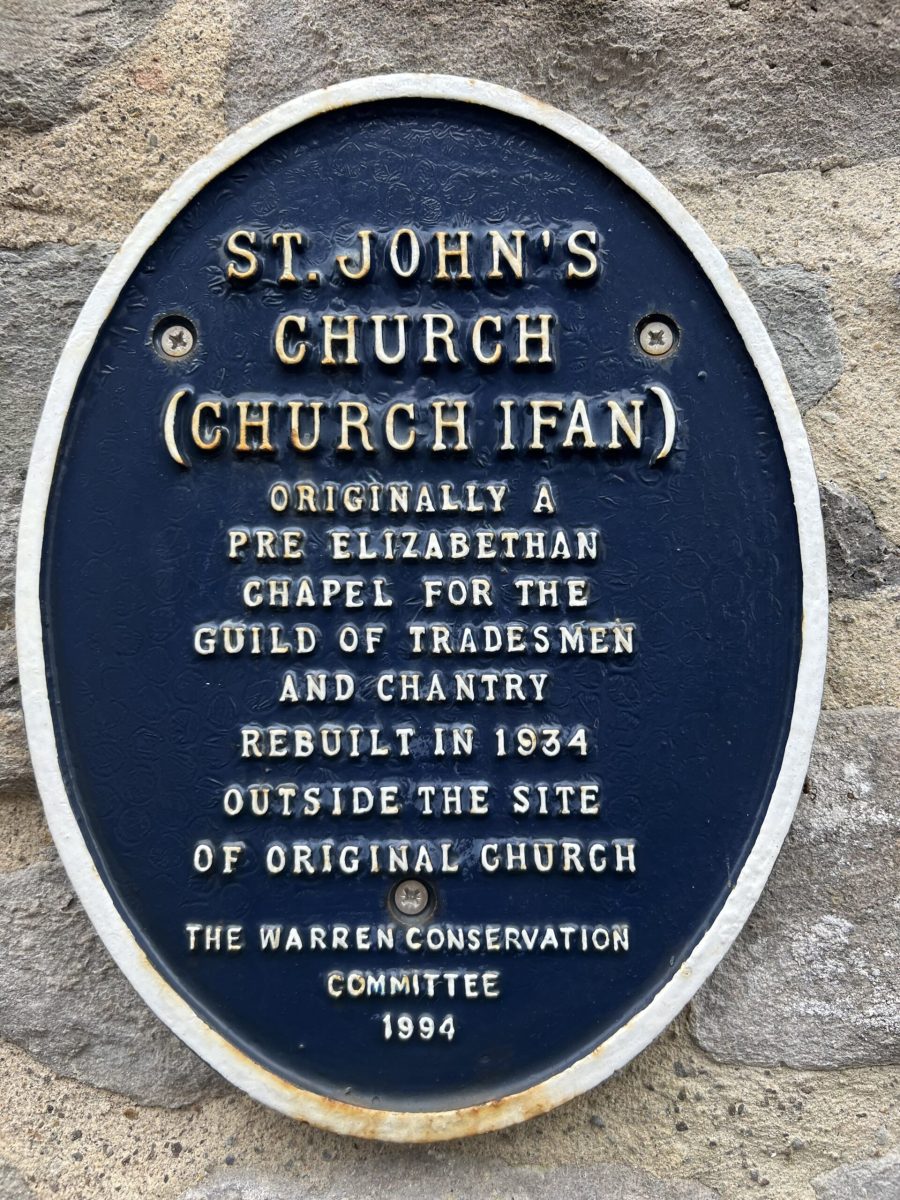 ST. JOHN'S
CHURCH
(CHURCH IFAN)
ORIGINALLY A
PRE ELIZABETHAN
CHAPEL FOR THE
GUILD OF TRADESMEN
AND CHANTRY
REBUILT IN 1934
OUTSIDE THE SITE
OF ORIGINAL CHURCH
THE WARREN CONSERVATION
COMMITTEE
1994